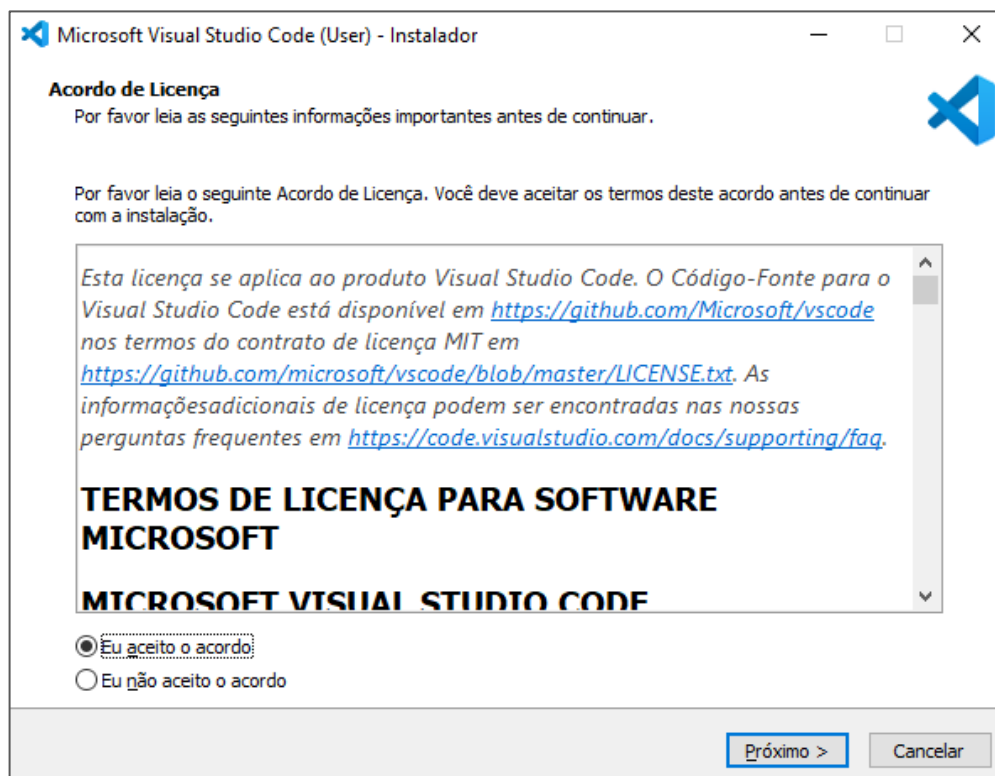 Microsoft Visual Studio Code (User) - Instalador
Acordo de Licença
Por favor leia as seguintes informações importantes antes de continuar.
Por favor leia o seguinte Acordo de Licença. Você deve aceitar os termos deste acordo antes de continuar
com a instalação.
Esta licença se aplica ao produto Visual Studio Code. O Código-Fonte para o
Visual Studio Code está disponível em https://github.com/Microsoft/vscode
nos termos do contrato de licença MIT em
https://github.com/microsoft/vscode/blob/master/LICENSE.txt. As
informaçõesadicionais de licença podem ser encontradas nas nossas
perguntas frequentes em https://code.visualstudio.com/docs/supporting/faq.
TERMOS DE LICENÇA PARA SOFTWARE
MICROSOFT
MICROSOFT VISUAL STUDIO CODE
Eu aceito o acordo
Eu não aceito o acordo
Próximo >
Cancelar